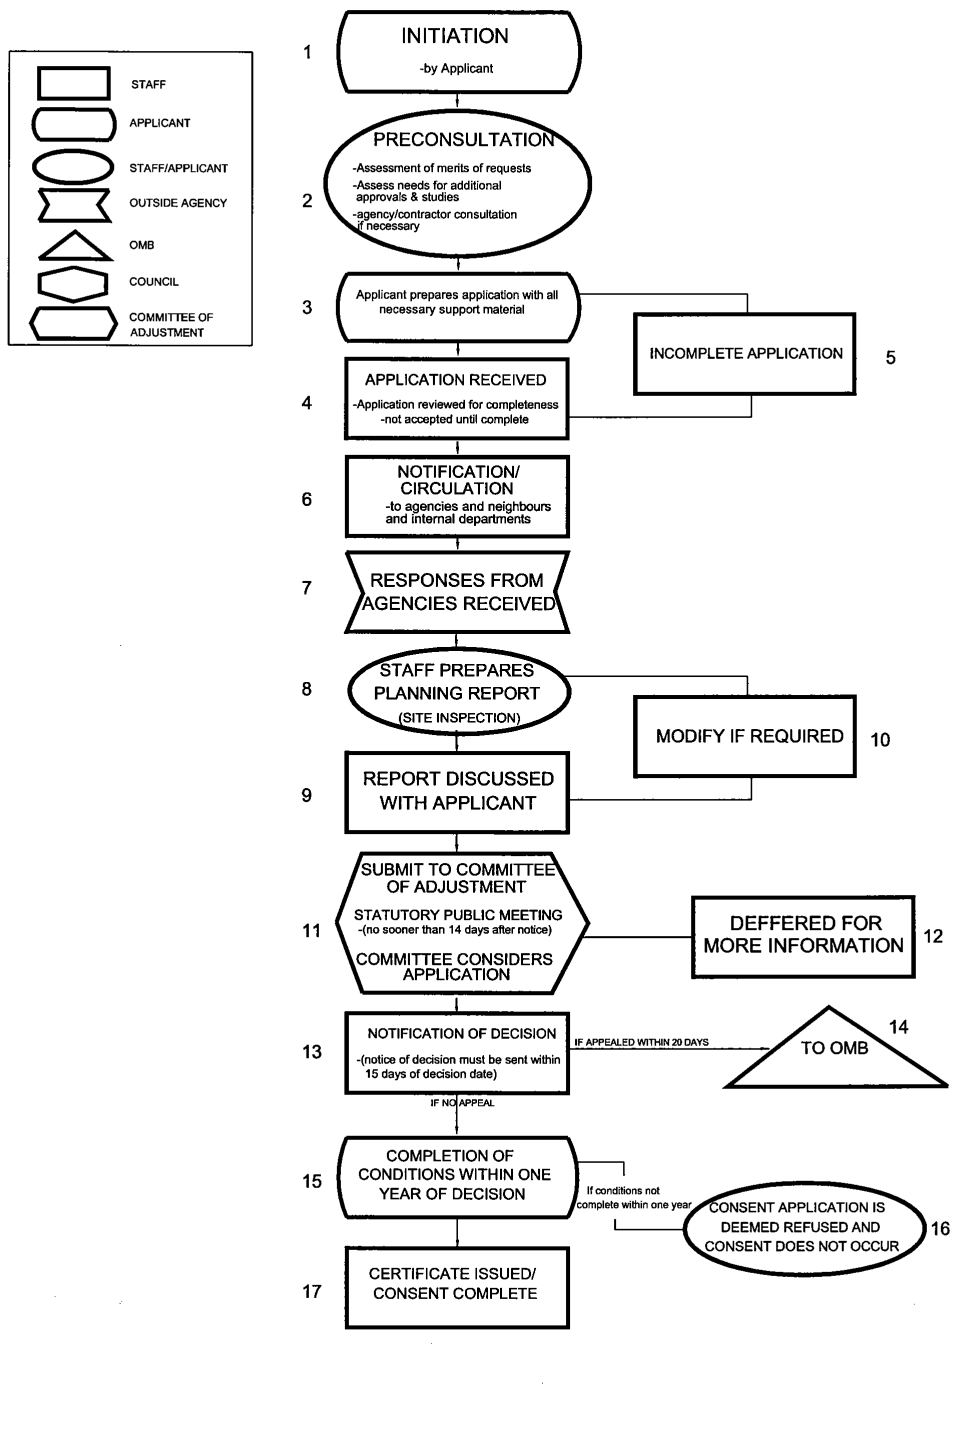 STAFF
APPLICANT
STAFF/APPLICANT
OUTSIDE AGENCY
OMB
COUNCIL
COMMITTEE OF
ADJUSTMENT
1
INITIATION
-by Applicant
2
PRECONSULTATION
-Assessment of merits of requests
-Assess needs for additional
approvals & studies
-agency/contractor consultation
if necessary
3
Applicant prepares application with all
necessary support material
4
APPLICATION RECEIVED
-Application reviewed for completeness
-not accepted until complete
INCOMPLETE APPLICATION
5
6
NOTIFICATION/
CIRCULATION
-to agencies and neighbours
and internal departments
7
RESPONSES FROM
AGENCIES RECEIVED
8
STAFF PREPARES
PLANNING REPORT
(SITE INSPECTION)
9
REPORT DISCUSSED
WITH APPLICANT
MODIFY IF REQUIRED
10
11
SUBMIT TO COMMITTEE
OF ADJUSTMENT
STATUTORY PUBLIC MEETING
-(no sooner than 14 days after notice)
COMMITTEE CONSIDERS
APPLICATION
DEFFERED FOR
MORE INFORMATION
12
13
NOTIFICATION OF DECISION
-(notice of decision must be sent within
15 days of decision date)
IF APPEALED WITHIN 20 DAYS
TO OMB
14
IF NO APPEAL
15
COMPLETION OF
CONDITIONS WITHIN ONE
YEAR OF DECISION
If conditions not
complete within one year
CONSENT APPLICATION IS
DEEMED REFUSED AND
CONSENT DOES NOT OCCUR
16
17
CERTIFICATE ISSUED/
CONSENT COMPLETE